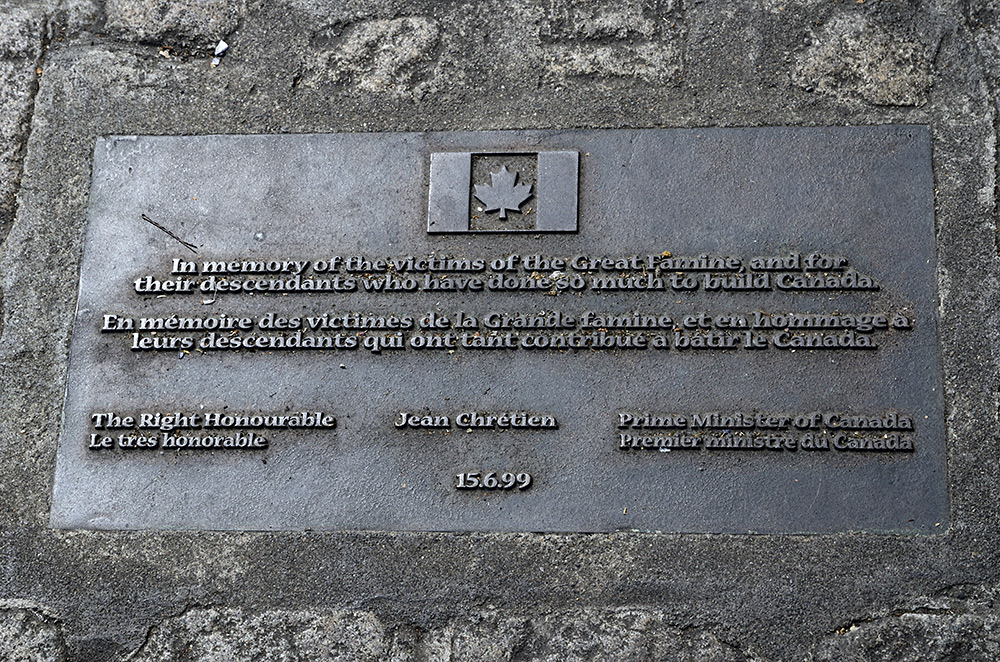 In memory of the victims of the Great Famine, and for
their descendants who have done so much to build Canada.
En mémoire des victimes de la Grande famine, et en hommage a
leurs descendants qui ont tant contribué a bâtir le Canada.
The Right Honourable
Le très honorable
Jean Chrétien
Prime Minister of Canada
Premier ministre du Canada
15.6.99